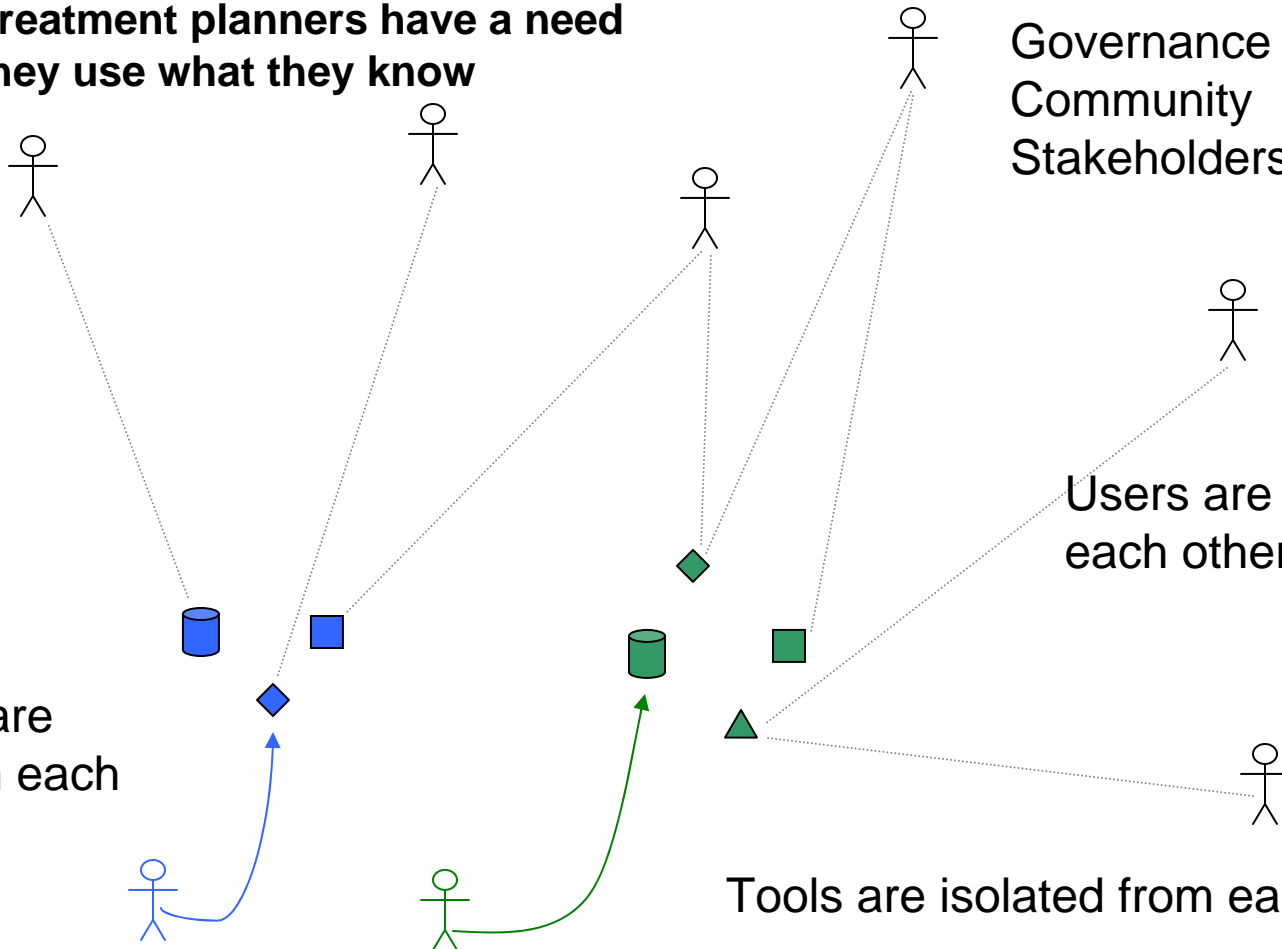 reatment planners have a need
hey use what they know
Governance
Community
Stakeholders
Users are
each other
are
each
Tools are isolated from ea